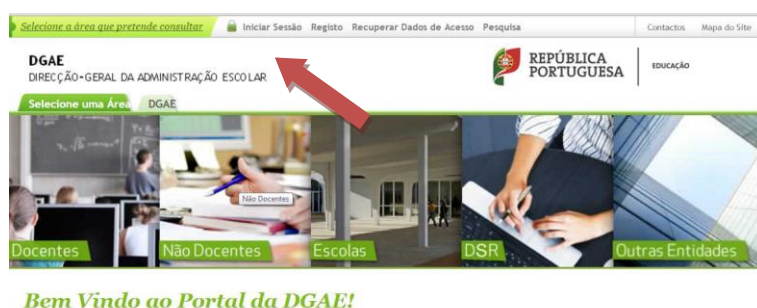 Selecione a área que pretende consultar Iniciar Sessão Registo Recuperar Dados de Acesso Pesquisa Contactos Mapa do Site
DGAE
DIRECÇÃO-GERAL DA ADMINISTRAÇÃO ESCOLAR
REPÚBLICA
PORTUGUESA
EDUCAÇÃO
Selecione uma Área DGAE
Não Docentes
Docentes Não Docentes Escolas DSR Outras Entidades
Bem Vindo ao Portal da DGAE!